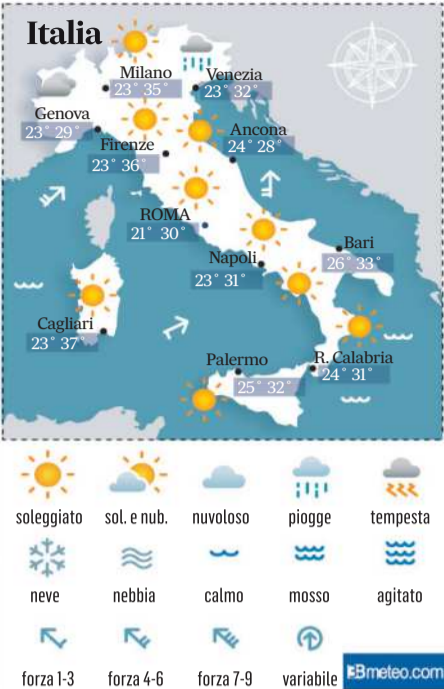 Italia
Milano
23° 35°
Venezia
23° 32°
Genova
23° 29°
Firenze
23° 36°
Ancona
24° 28°
ROMA
21° 30°
Napoli
23° 31°
Bari
26° 33°
Cagliari
23° 37°
Palermo
25° 32°
R. Calabria
24° 31°
soleggiato sol. e nub. nuvoloso piogge tempesta
neve nebbia calmo mosso agitato
forza 1-3 forza 4-6 forza 7-9 variabile
3Bmeteo.com